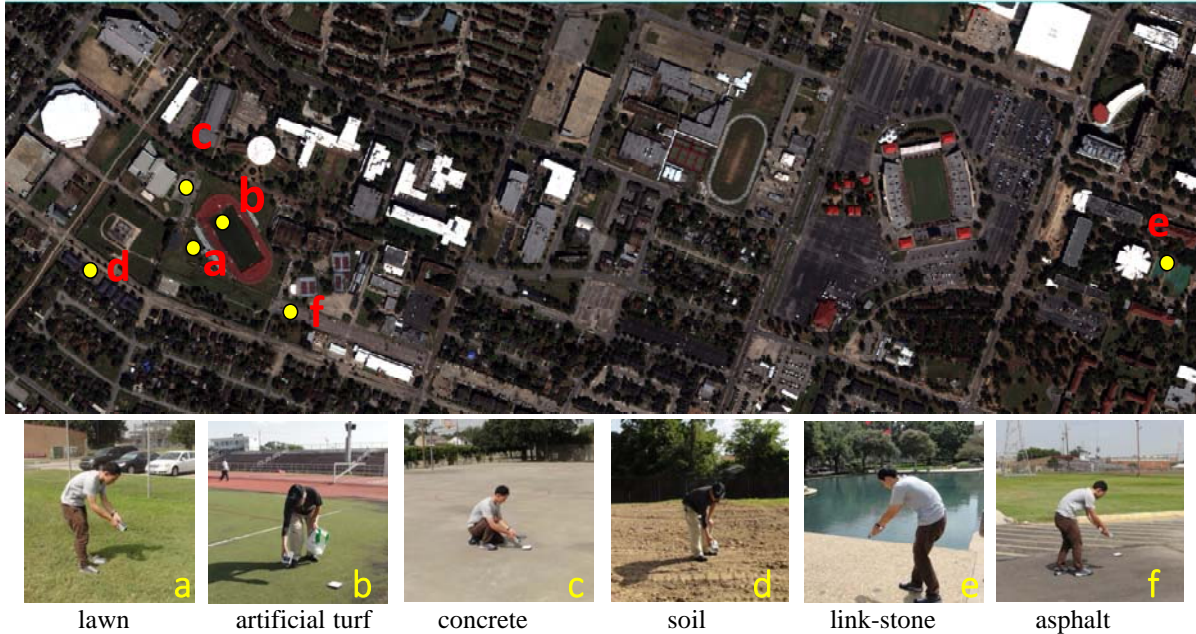 c
b
e
a
d
f
a b c d e f
lawn artificial turf concrete soil link-stone asphalt